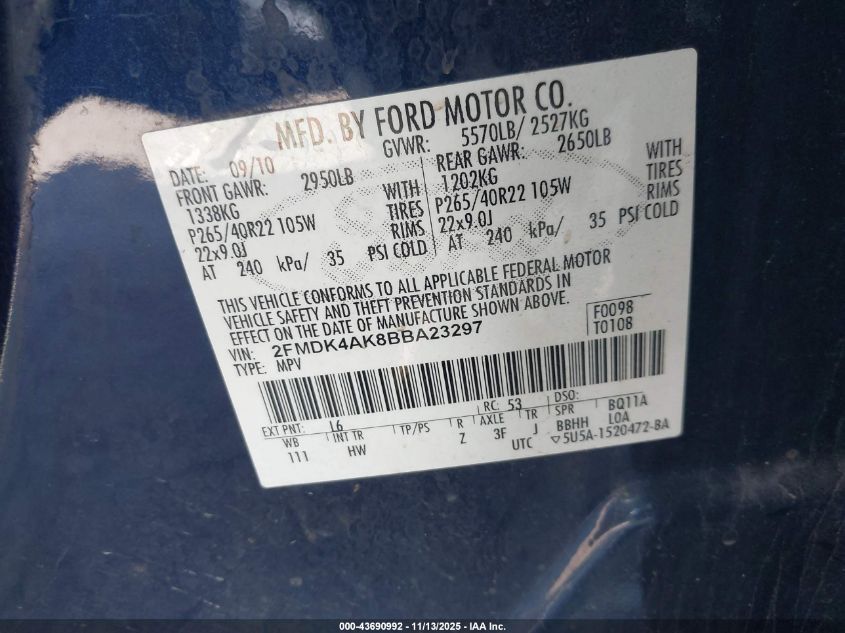 MFD. BY FORD MOTOR CO.
DATE: 09/10 GVWR: 5570LB/ 2527KG
FRONT GAWR: 2950LB REAR GAWR: 2650LB
1338KG WITH 1202KG WITH
P265/40R22 105W TIRES P265/40R22 105W TIRES
22x9.0J RIMS 22x9.0J RIMS
AT 240 kPa/ 35 PSI COLD AT 240 kPa/ 35 PSI COLD
THIS VEHICLE CONFORMS TO ALL APPLICABLE FEDERAL MOTOR
VEHICLE SAFETY AND THEFT PREVENTION STANDARDS IN
EFFECT ON THE DATE OF MANUFACTURE SHOWN ABOVE.
VIN: 2FMDK4AK8BBA23297
TYPE: MPV
F0098
T0108
EXT PNT: L6 RC: 53 DSO:
WB INT TR TP/PS R AXLE TR SPR BQ11A
111 HW Z 3F J BBHH LOA
UTC ▽5U5A-1520472-BA
000-43690992 - 11/13/2025 - IAA Inc.